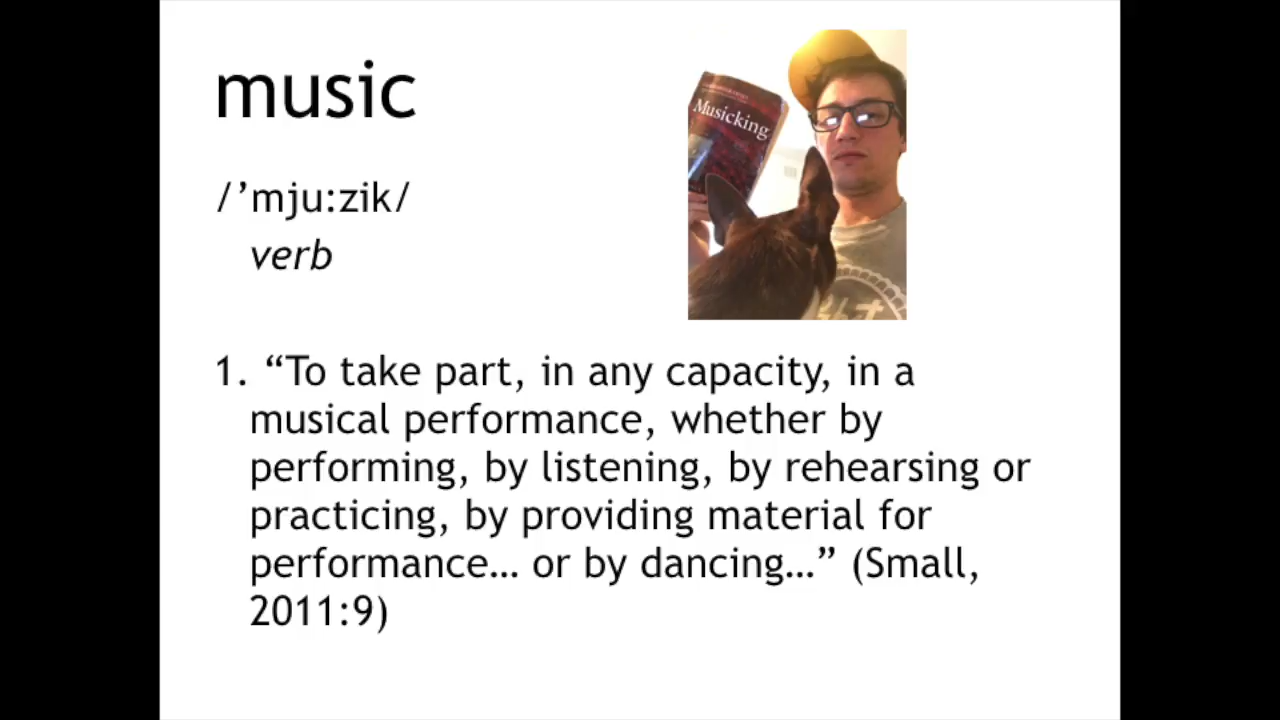 music
/’mju:zik/
verb
Musicking
1. “To take part, in any capacity, in a
musical performance, whether by
performing, by listening, by rehearsing or
practicing, by providing material for
performance… or by dancing…” (Small,
2011:9)